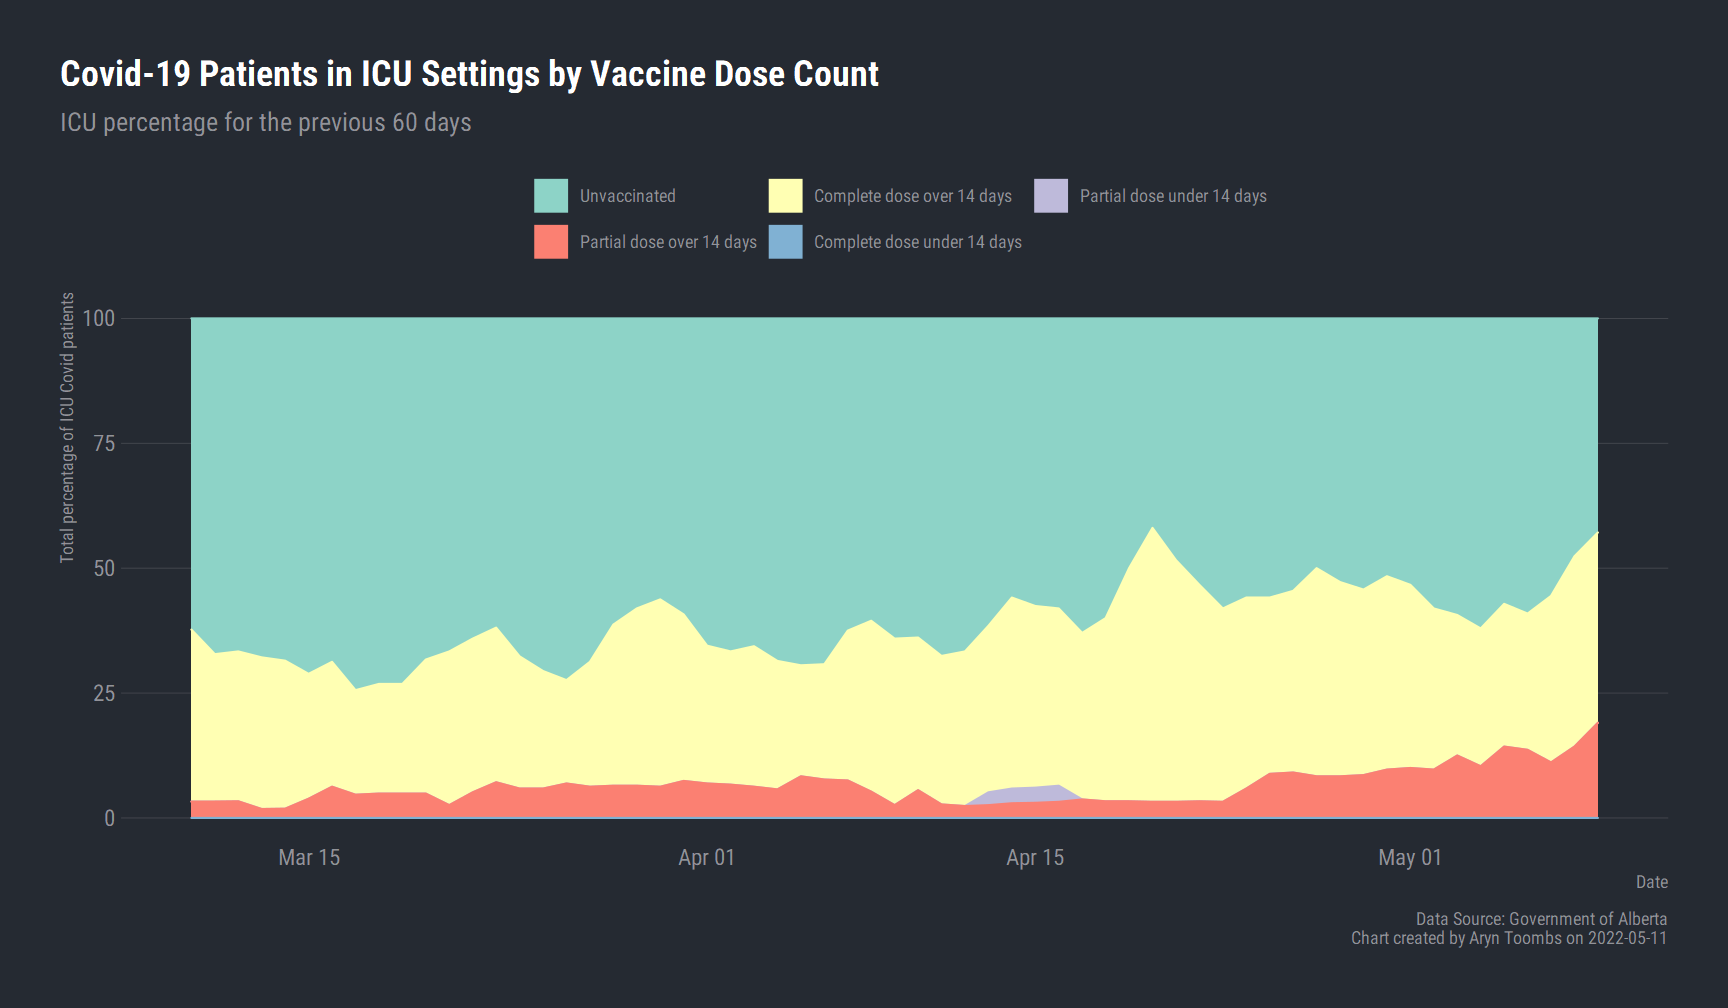 Covid-19 Patients in ICU Settings by Vaccine Dose Count
ICU percentage for the previous 60 days
Unvaccinated
Complete dose over 14 days
Partial dose under 14 days
Partial dose over 14 days
Complete dose under 14 days
Total percentage of ICU Covid patients
100
75
50
25
0
Mar 15
Apr 01
Apr 15
May 01
Date
Data Source: Government of Alberta
Chart created by Aryn Toombs on 2022-05-11